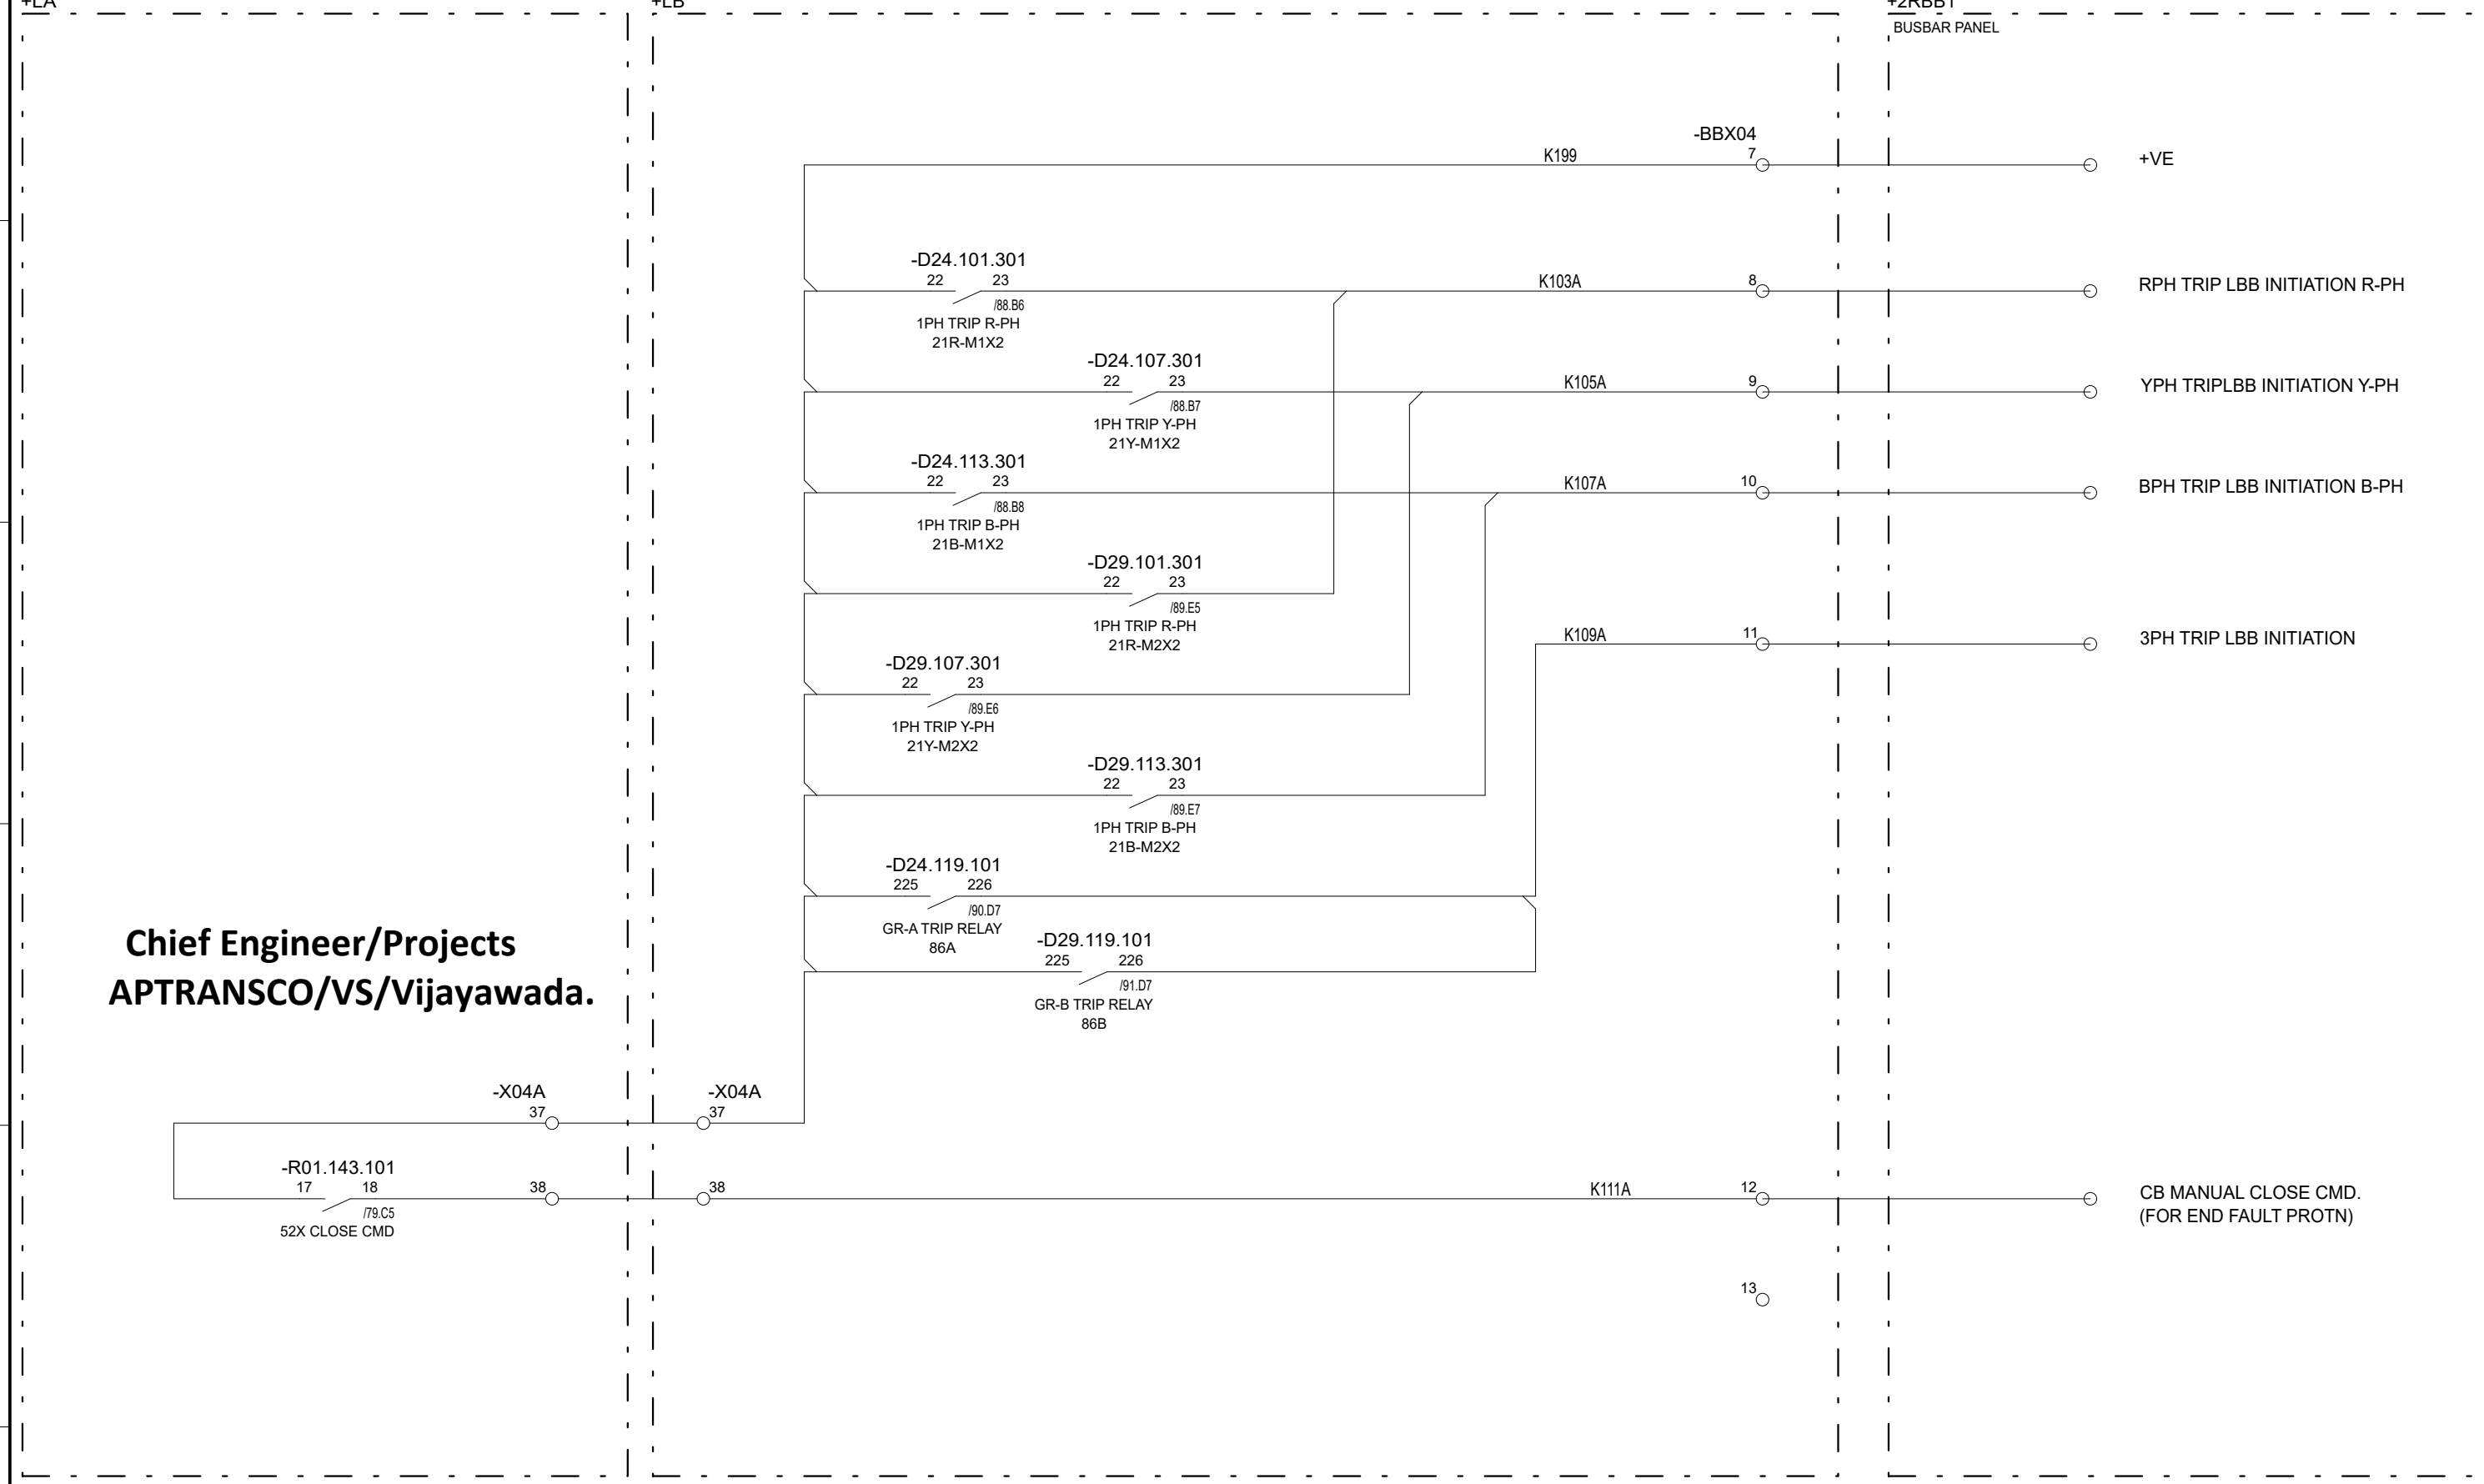 +LA
+LB
+2RBB1
BUSBAR PANEL
-BBX04
K199
7
+VE
-D24.101.301
22 23
/88.B6
1PH TRIP R-PH
21R-M1X2
K103A
8
RPH TRIP LBB INITIATION R-PH
-D24.107.301
22 23
/88.B7
1PH TRIP Y-PH
21Y-M1X2
K105A
9
YPH TRIPLBB INITIATION Y-PH
-D24.113.301
22 23
/88.B8
1PH TRIP B-PH
21B-M1X2
K107A
10
BPH TRIP LBB INITIATION B-PH
-D29.101.301
22 23
/89.E5
1PH TRIP R-PH
21R-M2X2
K109A
11
3PH TRIP LBB INITIATION
-D29.107.301
22 23
/89.E6
1PH TRIP Y-PH
21Y-M2X2
-D29.113.301
22 23
/89.E7
1PH TRIP B-PH
21B-M2X2
-D24.119.101
225 226
/90.D7
GR-A TRIP RELAY
86A
-D29.119.101
225 226
/91.D7
GR-B TRIP RELAY
86B
Chief Engineer/Projects
APTRANSCO/VS/Vijayawada.
-X04A
37
-X04A
37
-R01.143.101
17 18
/79.C5
52X CLOSE CMD
38
38
K111A
12
CB MANUAL CLOSE CMD.
(FOR END FAULT PROTN)
13